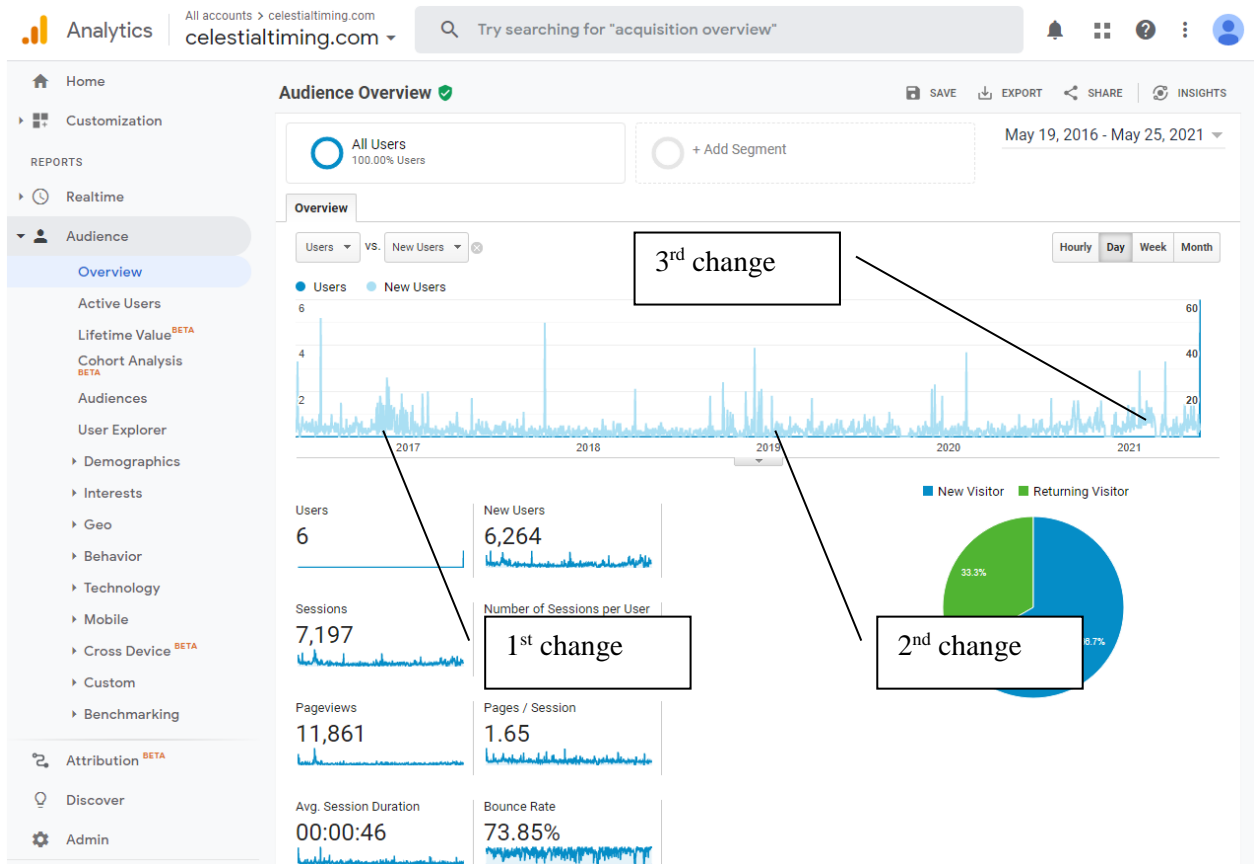 All accounts > celestialtiming.com
Analytics
celestialtiming.com
Try searching for "acquisition overview"
Home
Customization
REPORTS
Realtime
Audience
Overview
Active Users
Lifetime Value BETA
Cohort Analysis
BETA
Audiences
User Explorer
Demographics
Interests
Geo
Behavior
Technology
Mobile
Cross Device BETA
Custom
Benchmarking
Attribution BETA
Discover
Admin
Audience Overview
SAVE EXPORT SHARE INSIGHTS
All Users
100.00% Users
+ Add Segment
May 19, 2016 - May 25, 2021
Overview
Users VS. New Users
Hourly Day Week Month
3rd change
Users New Users
6 60
4 40
2 20
2017 2018 2019 2020 2021
New Visitor Returning Visitor
33.3%
Users
6
New Users
6,264
Sessions
7,197
Number of Sessions per User
1st change
2nd change
Pageviews
11,861
Pages / Session
1.65
Avg. Session Duration
00:00:46
Bounce Rate
73.85%